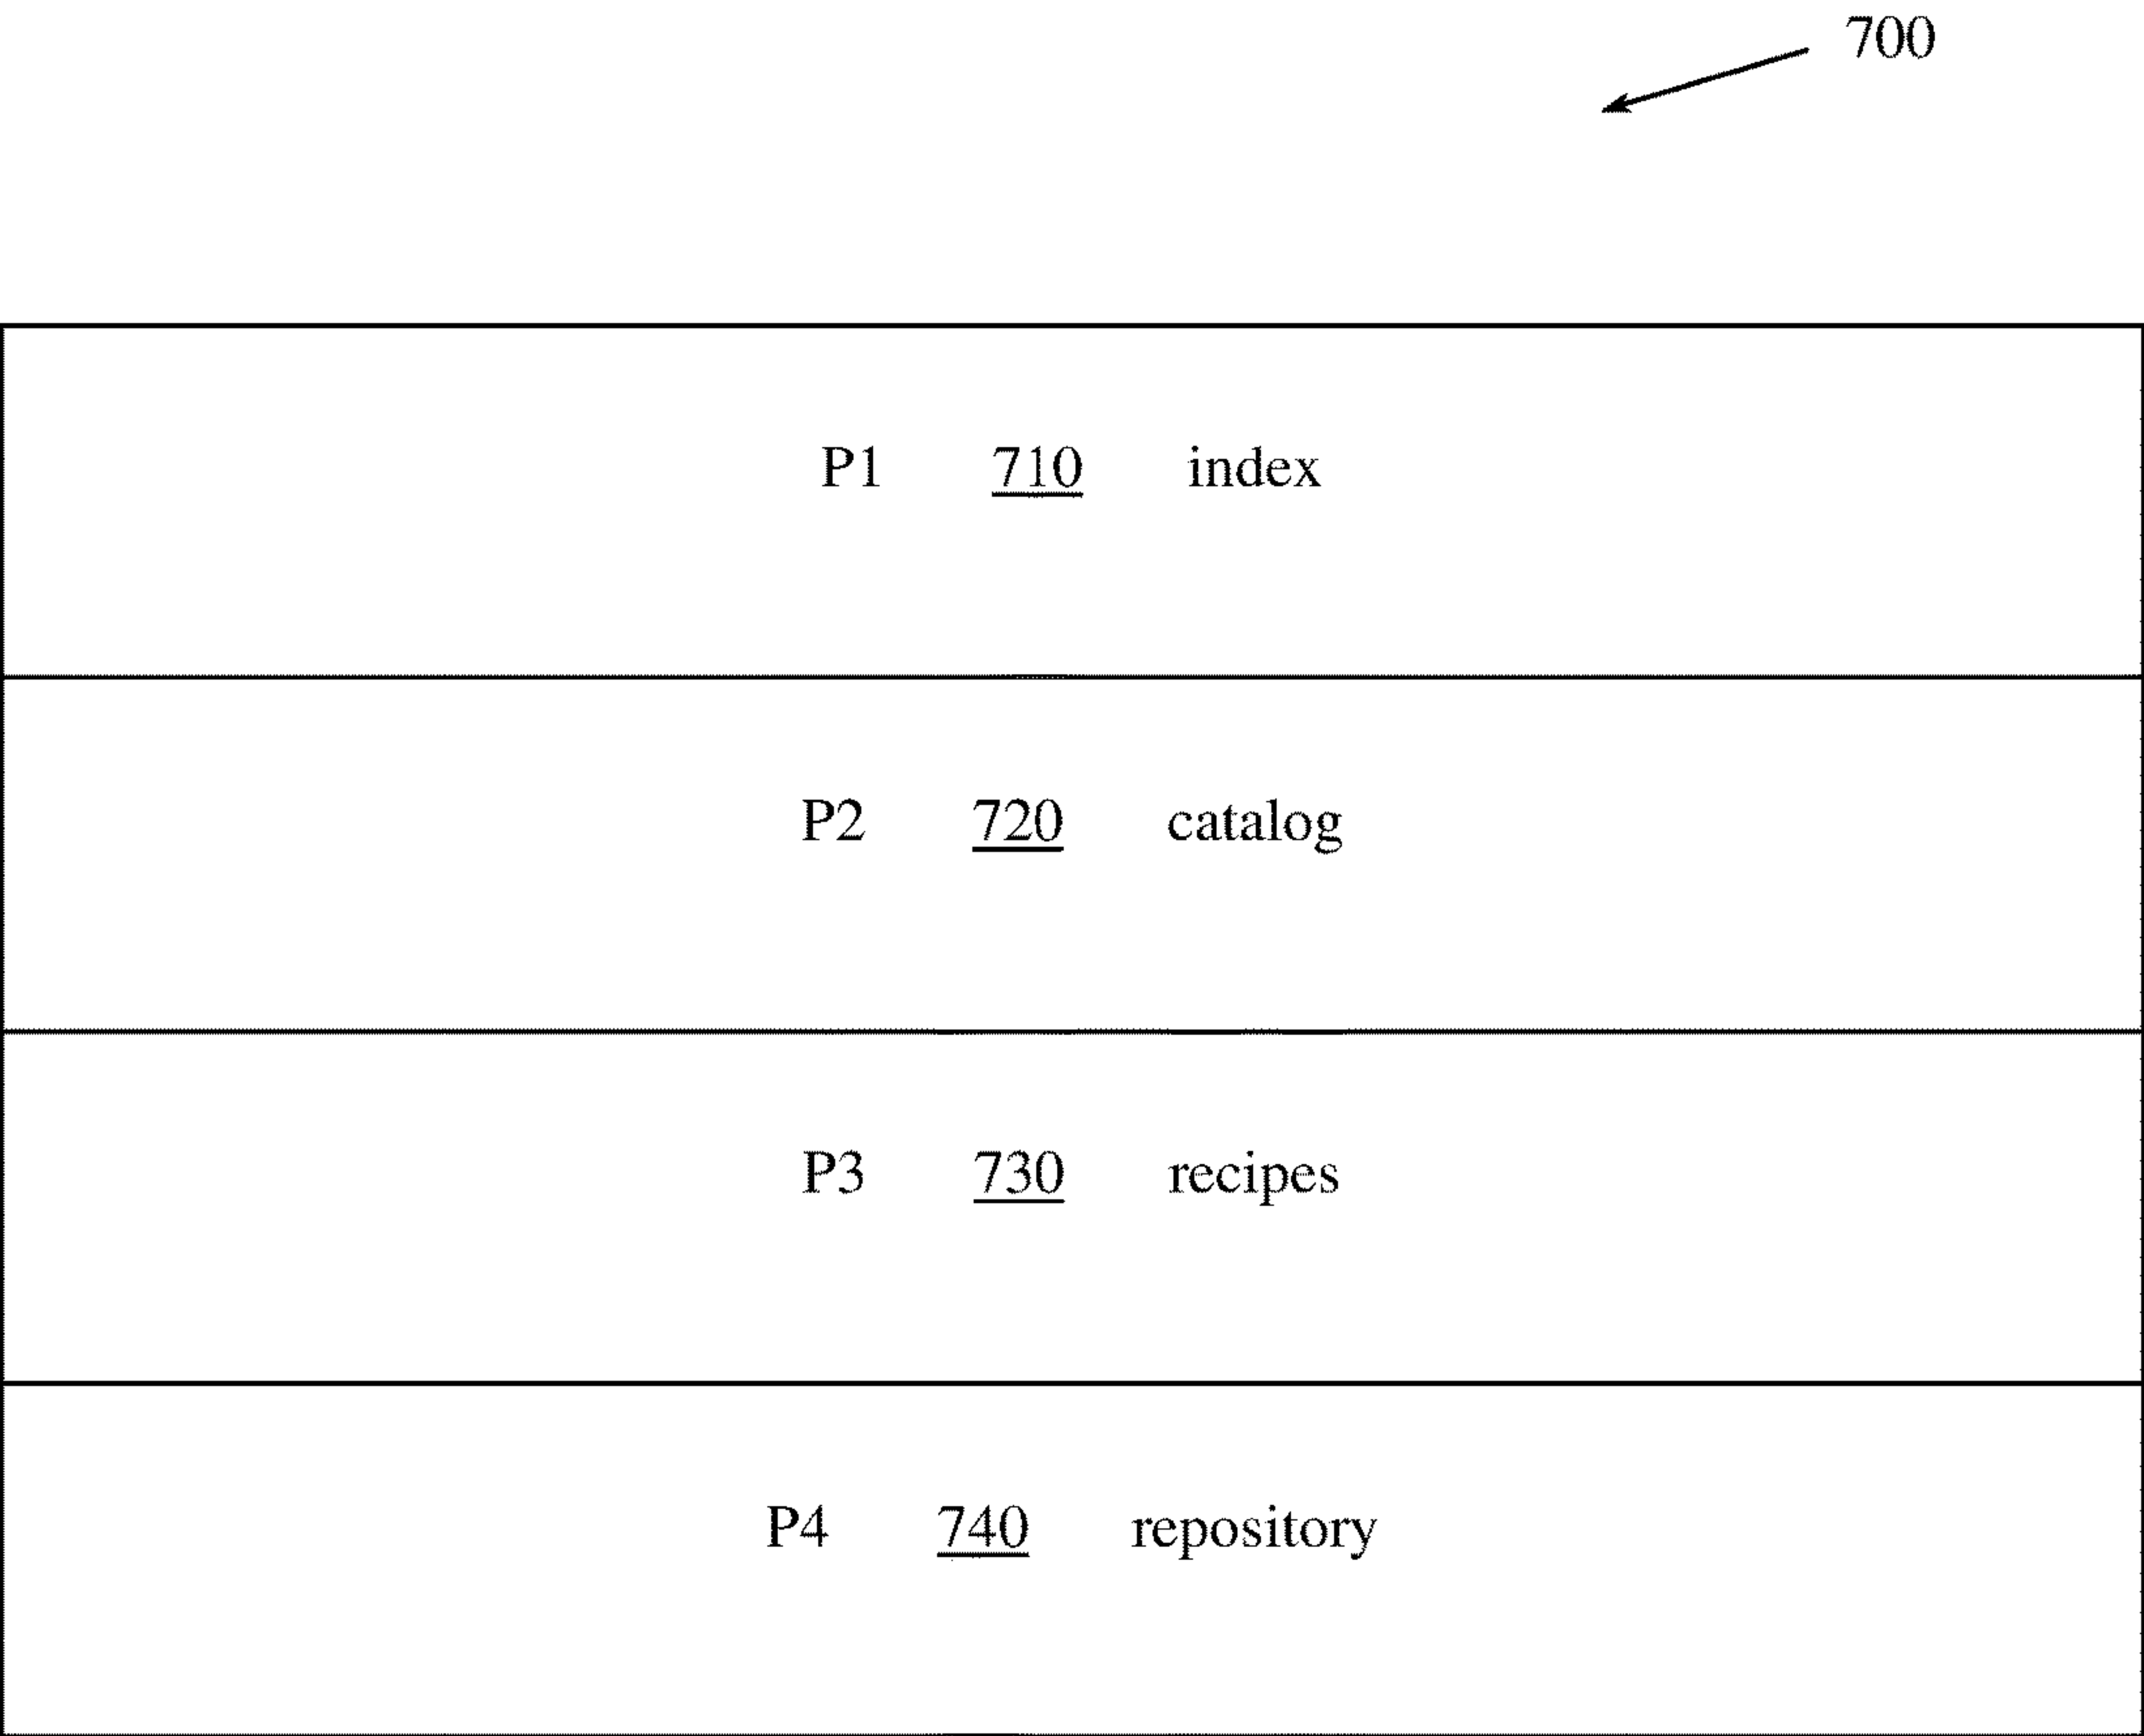 700
P1 710 index
P2 720 catalog
P3 730 recipes
P4 740 repository